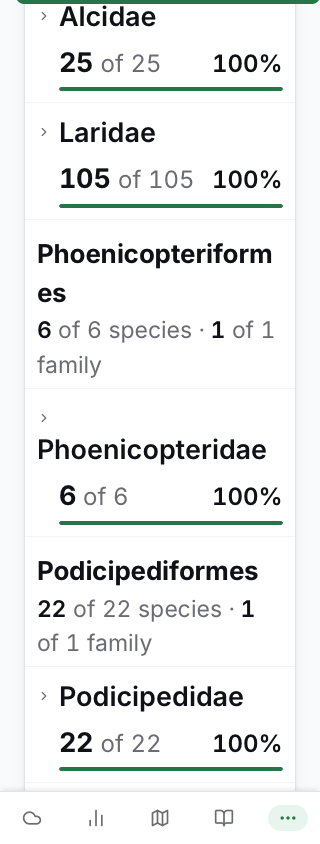 Alcidae
25 of 25 100%
Laridae
105 of 105 100%
Phoenicopteriform
es
6 of 6 species · 1 of 1
family
Phoenicopteridae
6 of 6 100%
Podicipediformes
22 of 22 species · 1
of 1 family
Podicipedidae
22 of 22 100%